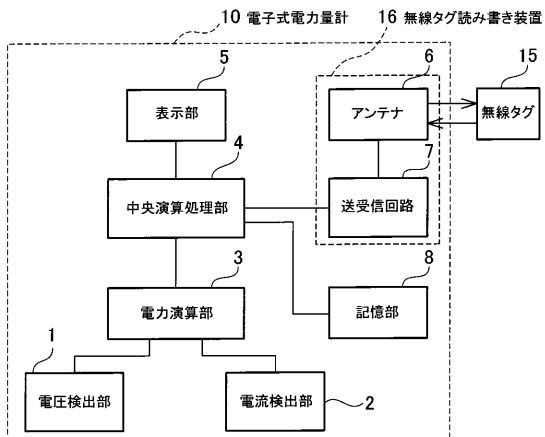 10 電子式電力量計
16 無線タグ読み書き装置
5
6
15
表示部
アンテナ
無線タグ
4
7
中央演算処理部
送受信回路
3
8
電力演算部
記憶部
1
電圧検出部
電流検出部
2